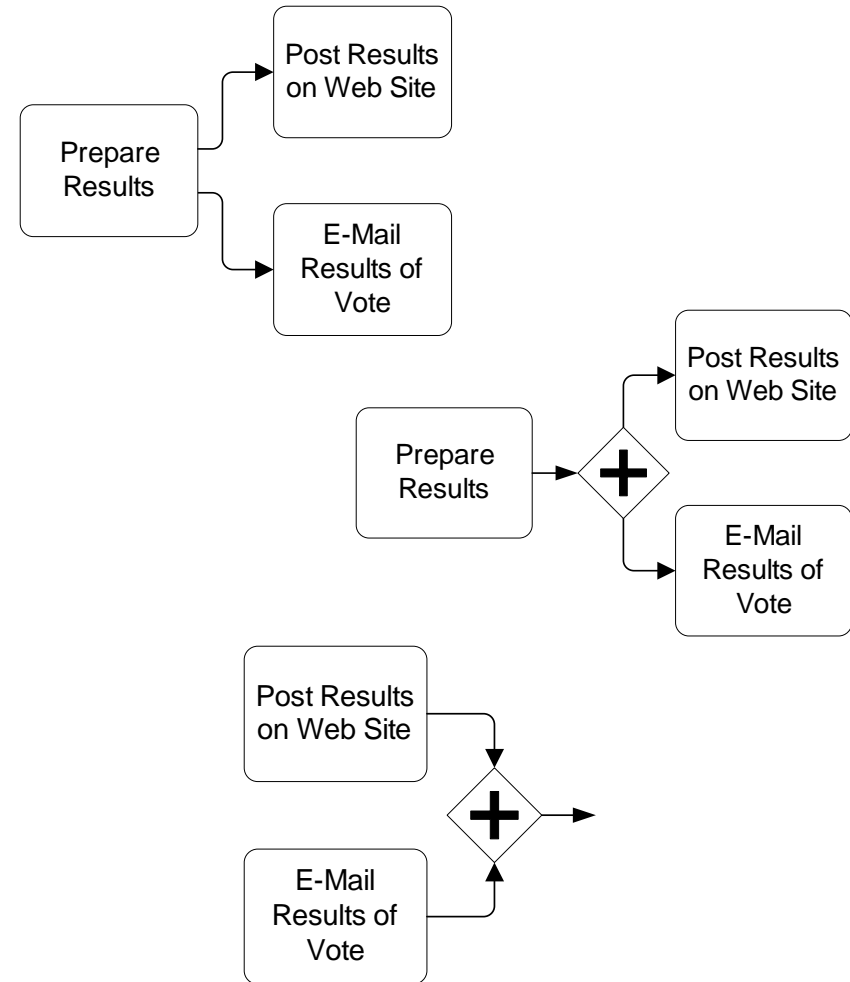 Post Results
on Web Site
Prepare
Results
E-Mail
Results of
Vote
Post Results
on Web Site
Prepare
Results
E-Mail
Results of
Vote
Post Results
on Web Site
E-Mail
Results of
Vote